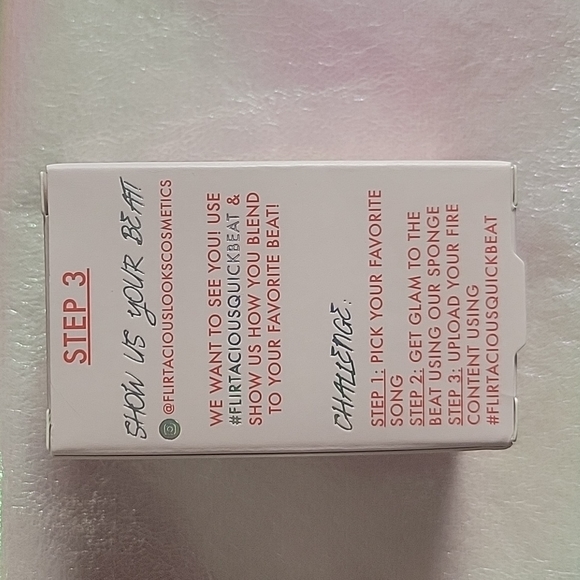 STEP 3
SHOW US YOUR BEAT
@FLIRTACIOUSLOOKSCOSMETICS
WE WANT TO SEE YOU! USE
#FLIRTACIOUSQUICKBEAT &
SHOW US HOW YOU BLEND
TO YOUR FAVORITE BEAT!
CHALLENGE:
STEP 1: PICK YOUR FAVORITE
SONG
STEP 2: GET GLAM TO THE
BEAT USING OUR SPONGE
STEP 3: UPLOAD YOUR FIRE
CONTENT USING
#FLIRTACIOUSQUICKBEAT